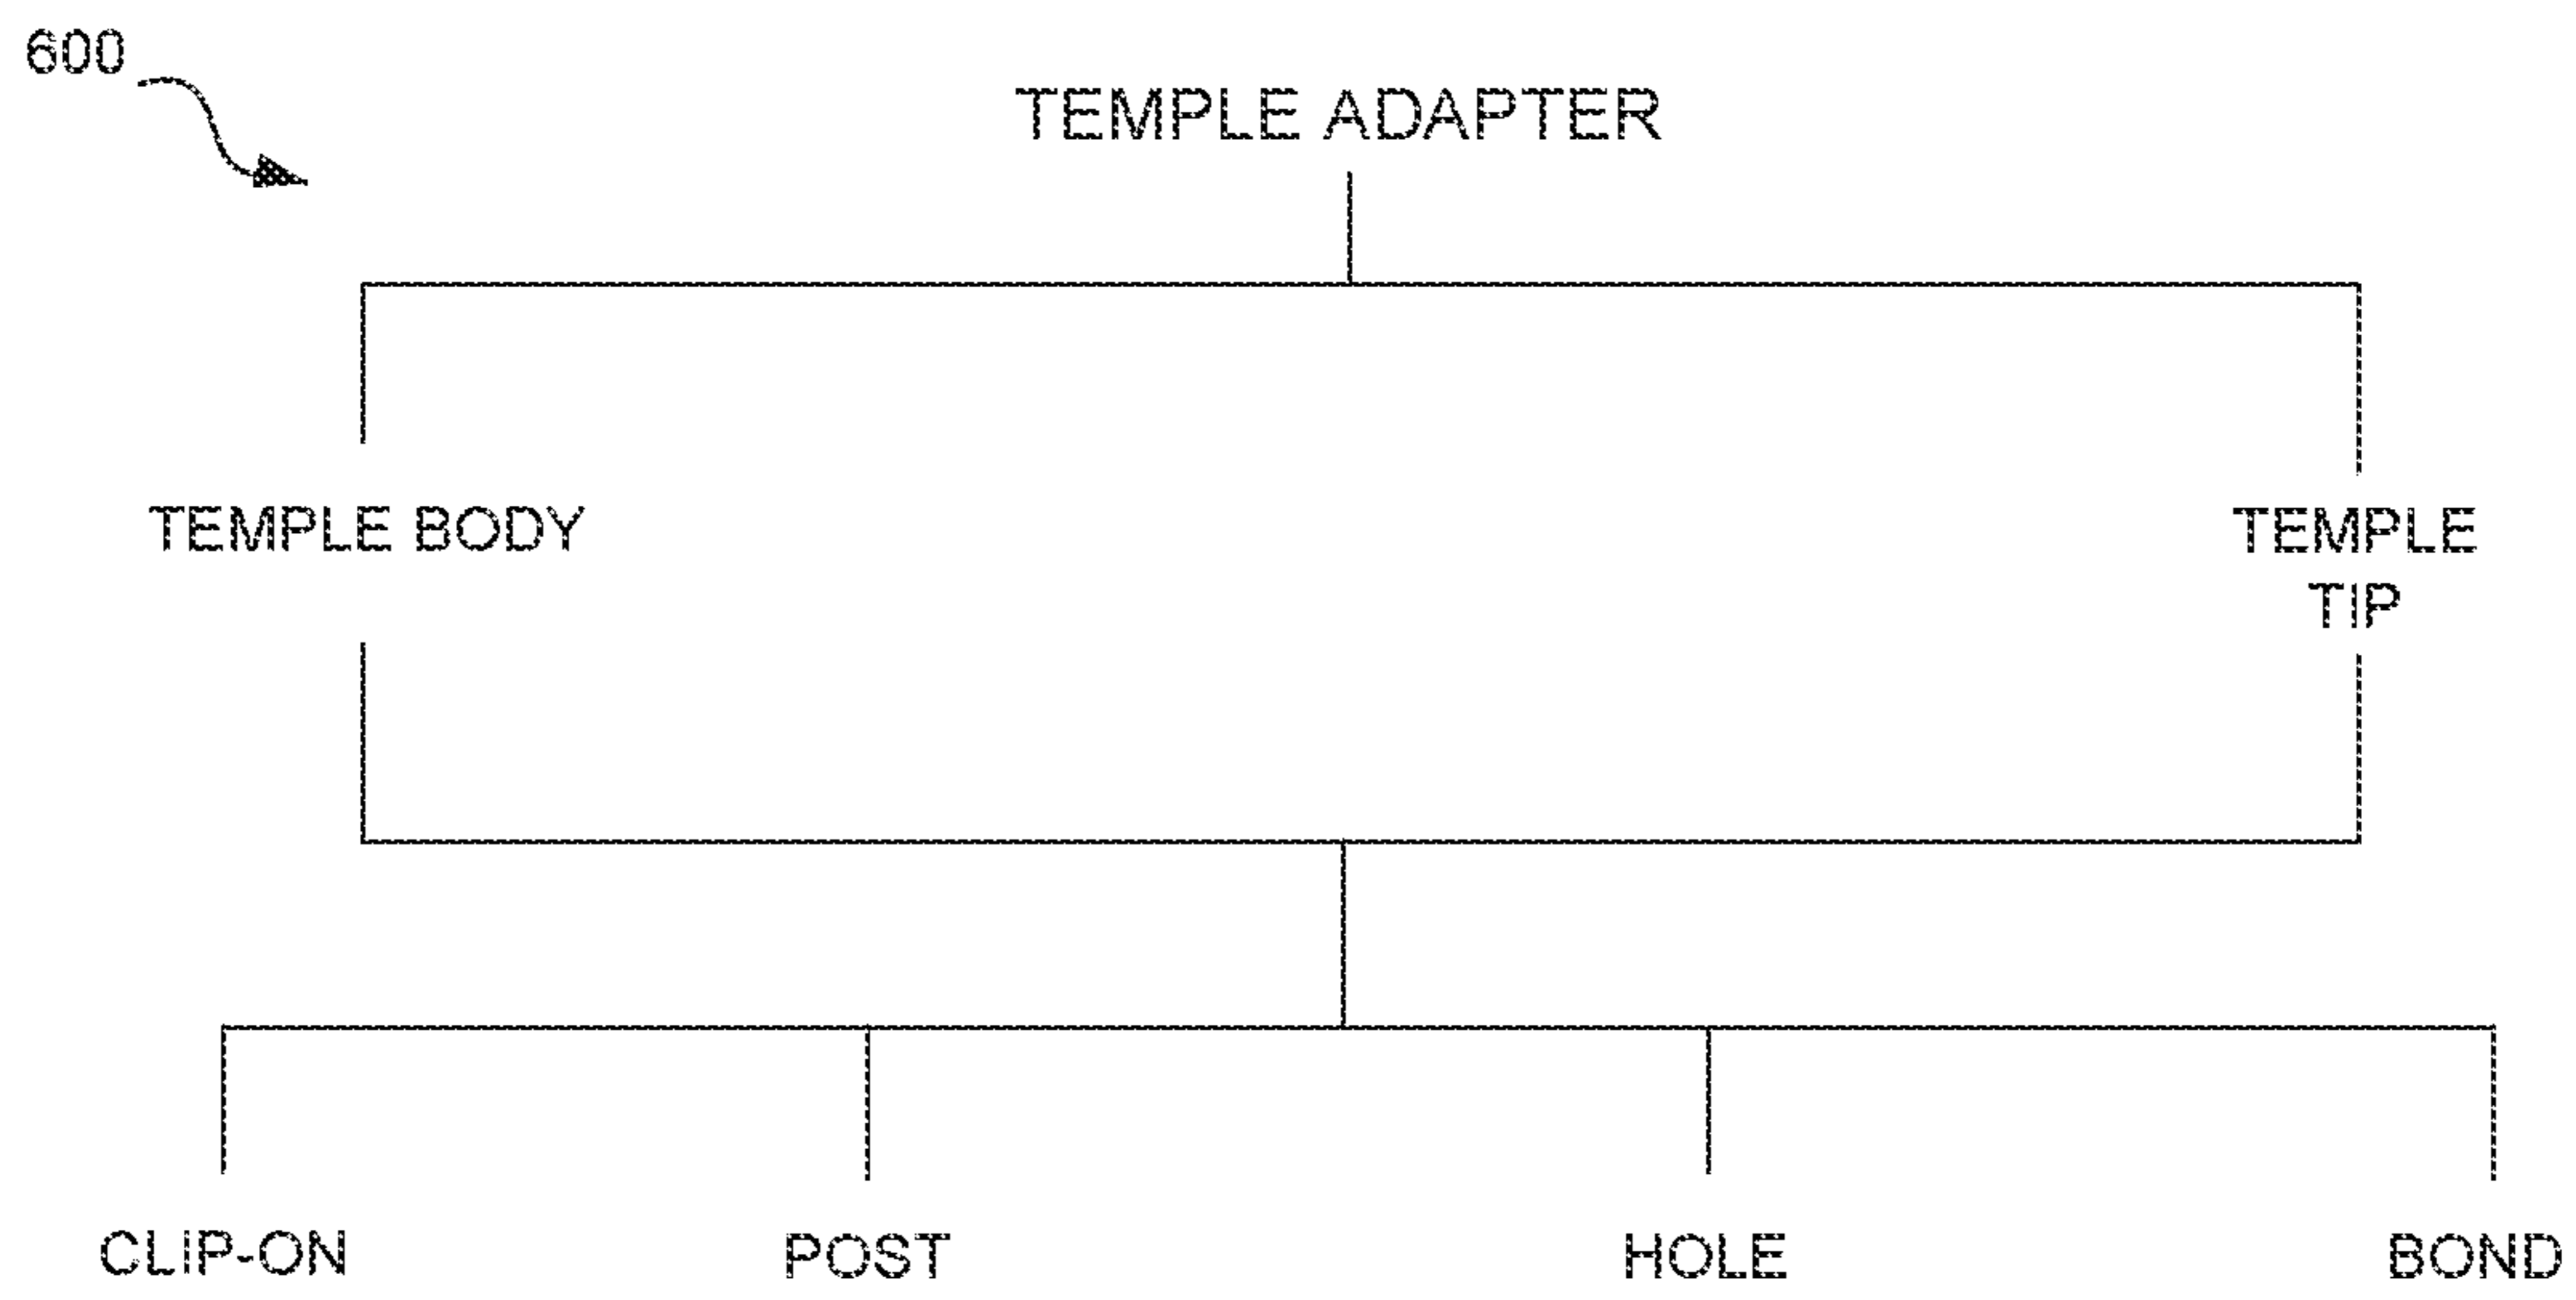 600
TEMPLE ADAPTER
TEMPLE BODY
TEMPLE
TIP
CLIP-ON
POST
HOLE
BOND